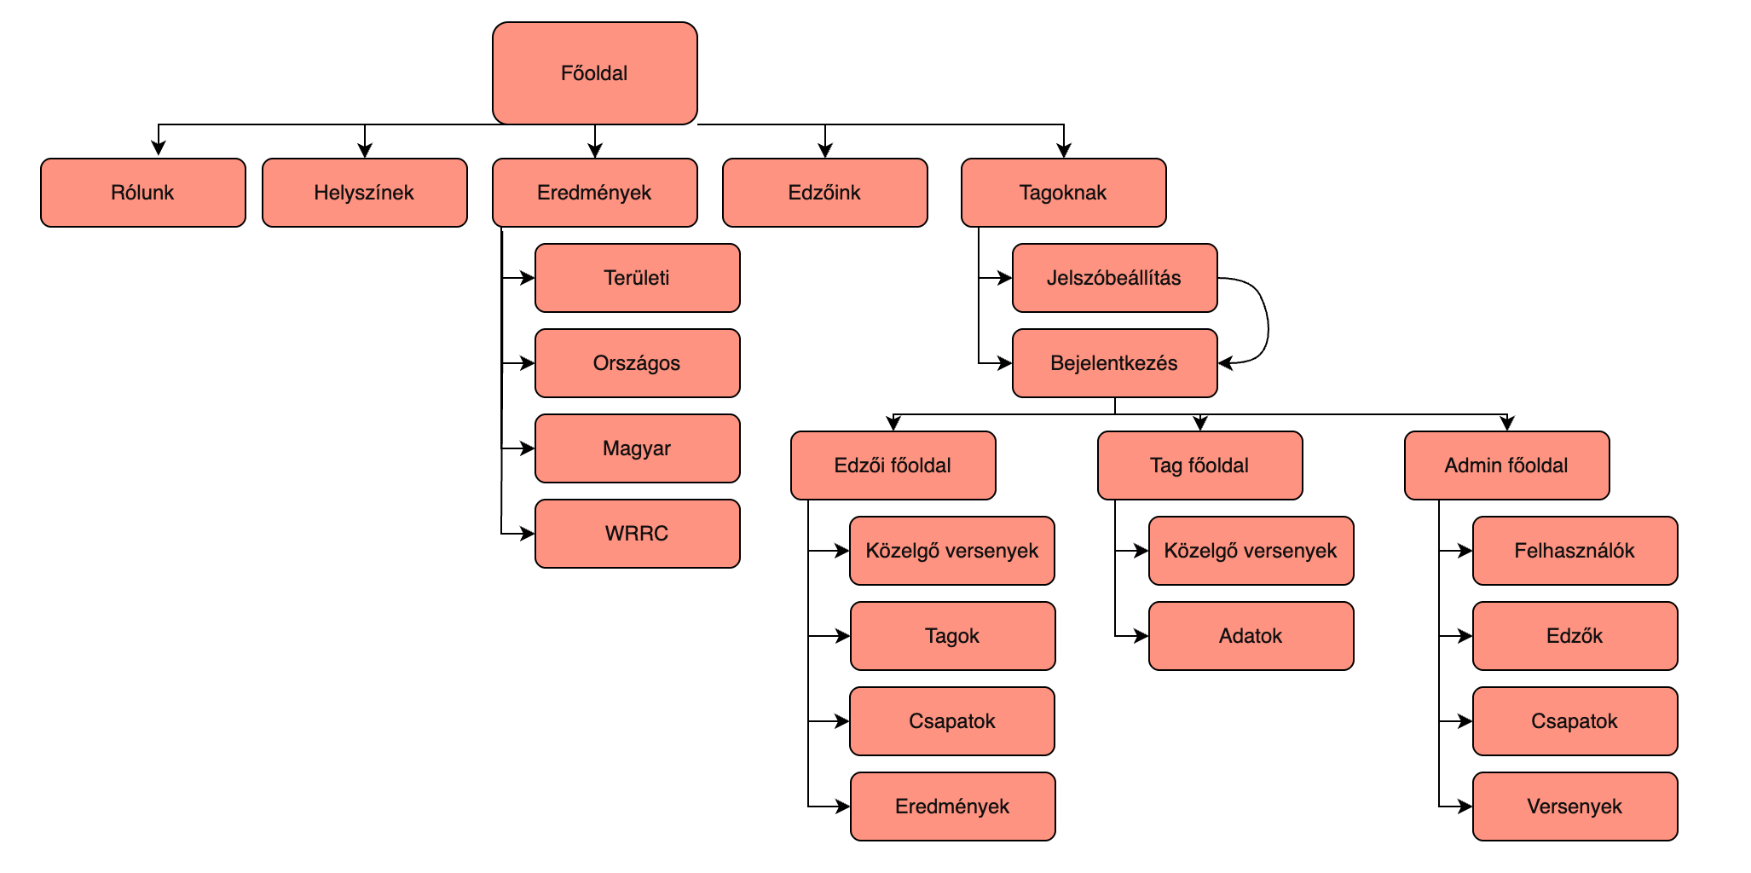 Főoldal
Rólunk
Helyszínek
Eredmények
Edzőink
Tagoknak
Területi
Országos
Magyar
WRRC
Jelszóbeállítás
Bejelentkezés
Edzői főoldal
Tag főoldal
Admin főoldal
Közelgő versenyek
Tagok
Csapatok
Eredmények
Közelgő versenyek
Adatok
Felhasználók
Edzők
Csapatok
Versenyek